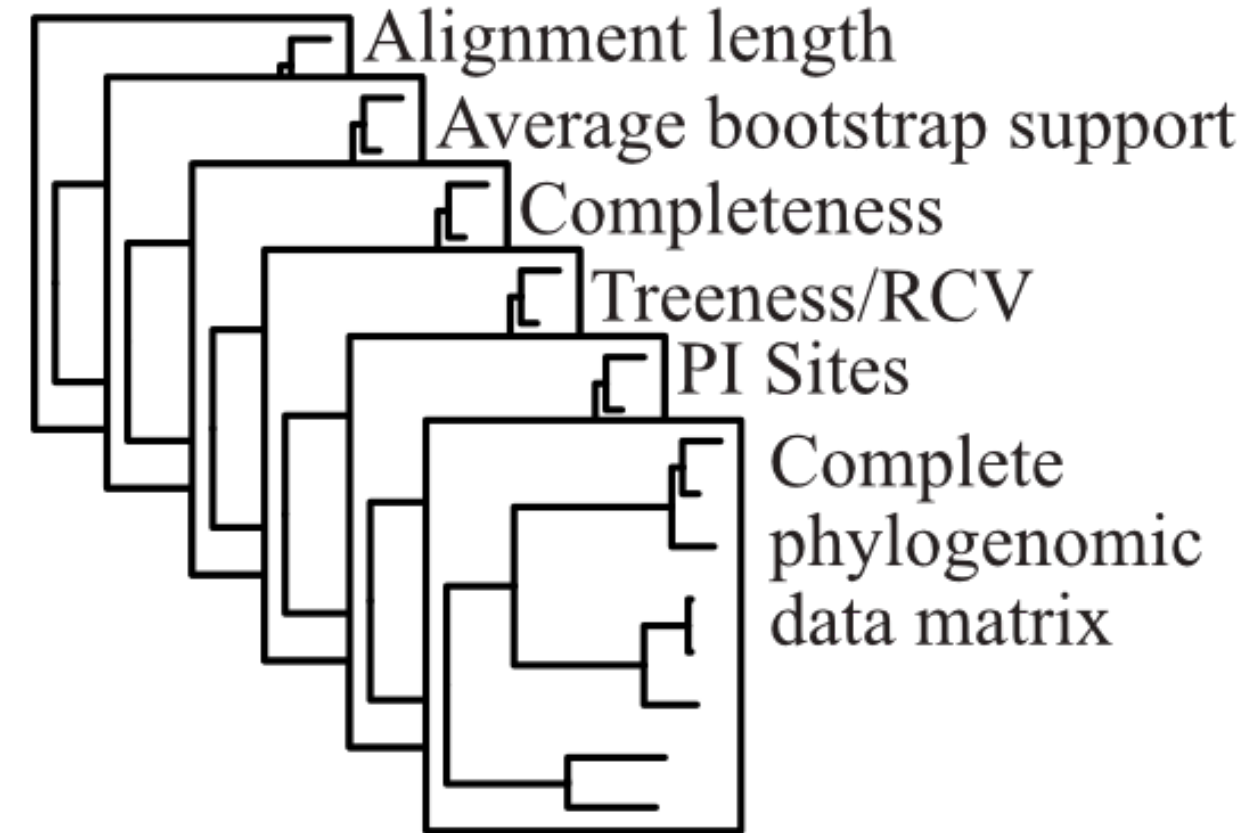 Alignment length
Average bootstrap support
Completeness
Treeness/RCV
PI Sites
Complete
phylogenomic
data matrix